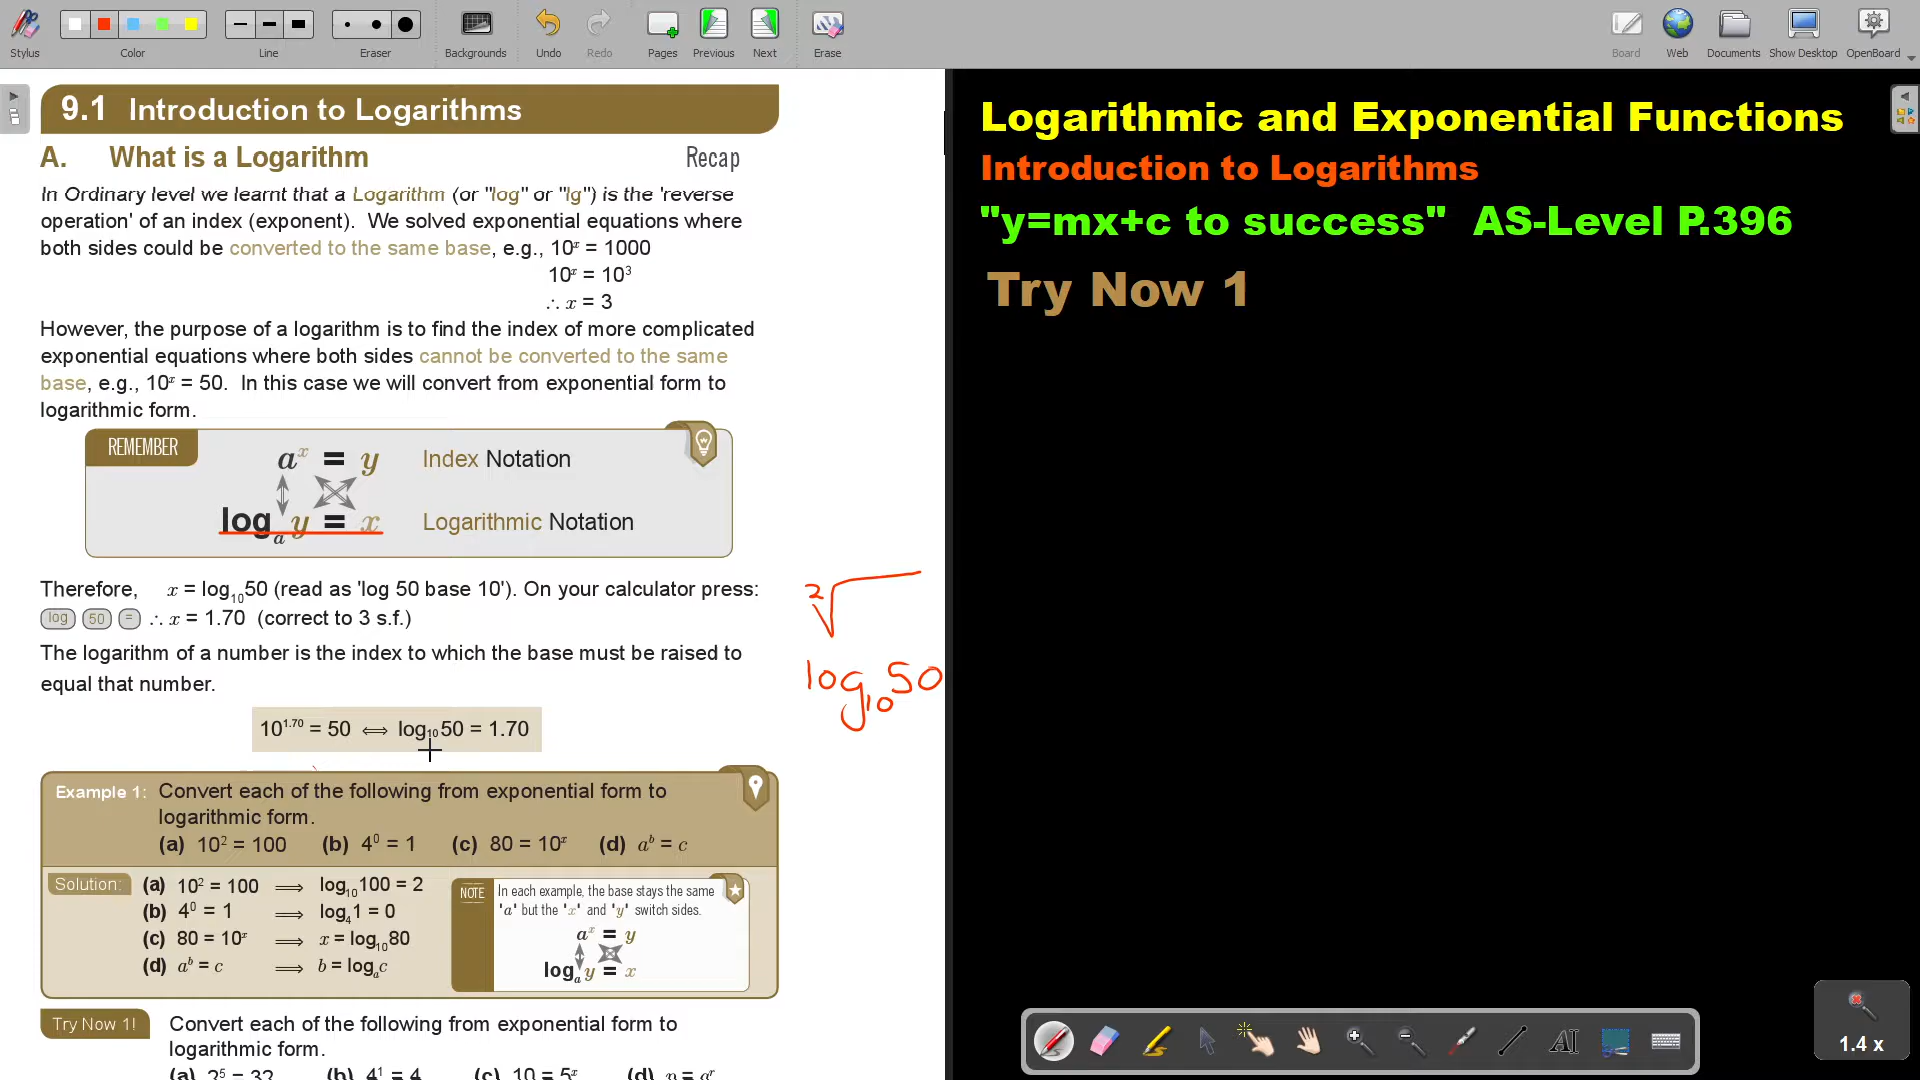 Stylus Color Line Eraser Backgrounds Undo Redo Pages Previous Next Erase Board Web Documents Show Desktop OpenBoard
9.1 Introduction to Logarithms
A. What is a Logarithm Recap
In Ordinary level we learnt that a Logarithm (or "log" or "lg") is the 'reverse
operation' of an index (exponent). We solved exponential equations where
both sides could be converted to the same base, e.g., 10ˣ = 1000
10ˣ = 10³
∴ x = 3
However, the purpose of a logarithm is to find the index of more complicated
exponential equations where both sides cannot be converted to the same
base, e.g., 10ˣ = 50. In this case we will convert from exponential form to
logarithmic form.
REMEMBER
aˣ = y Index Notation
logₐ y = x Logarithmic Notation
Therefore, x = log₁₀50 (read as 'log 50 base 10'). On your calculator press:
log 50 = ∴ x = 1.70 (correct to 3 s.f.)
The logarithm of a number is the index to which the base must be raised to
equal that number.
10¹·⁷⁰ = 50 ⟺ log₁₀50 = 1.70
²√
log₁₀50
Example 1: Convert each of the following from exponential form to
logarithmic form.
(a) 10² = 100 (b) 4⁰ = 1 (c) 80 = 10ˣ (d) aᵇ = c
Solution: (a) 10² = 100 ⟹ log₁₀100 = 2
(b) 4⁰ = 1 ⟹ log₄1 = 0
(c) 80 = 10ˣ ⟹ x = log₁₀80
(d) aᵇ = c ⟹ b = logₐc
NOTE In each example, the base stays the same
'a' but the 'x' and 'y' switch sides.
aˣ = y
logₐ y = x
Try Now 1! Convert each of the following from exponential form to
logarithmic form.
(a) 2⁵ = 32 (b) 4¹ = 4 (c) 10 = 5ˣ (d) p = qʳ
Logarithmic and Exponential Functions
Introduction to Logarithms
"y=mx+c to success" AS-Level P.396
Try Now 1
1.4 x